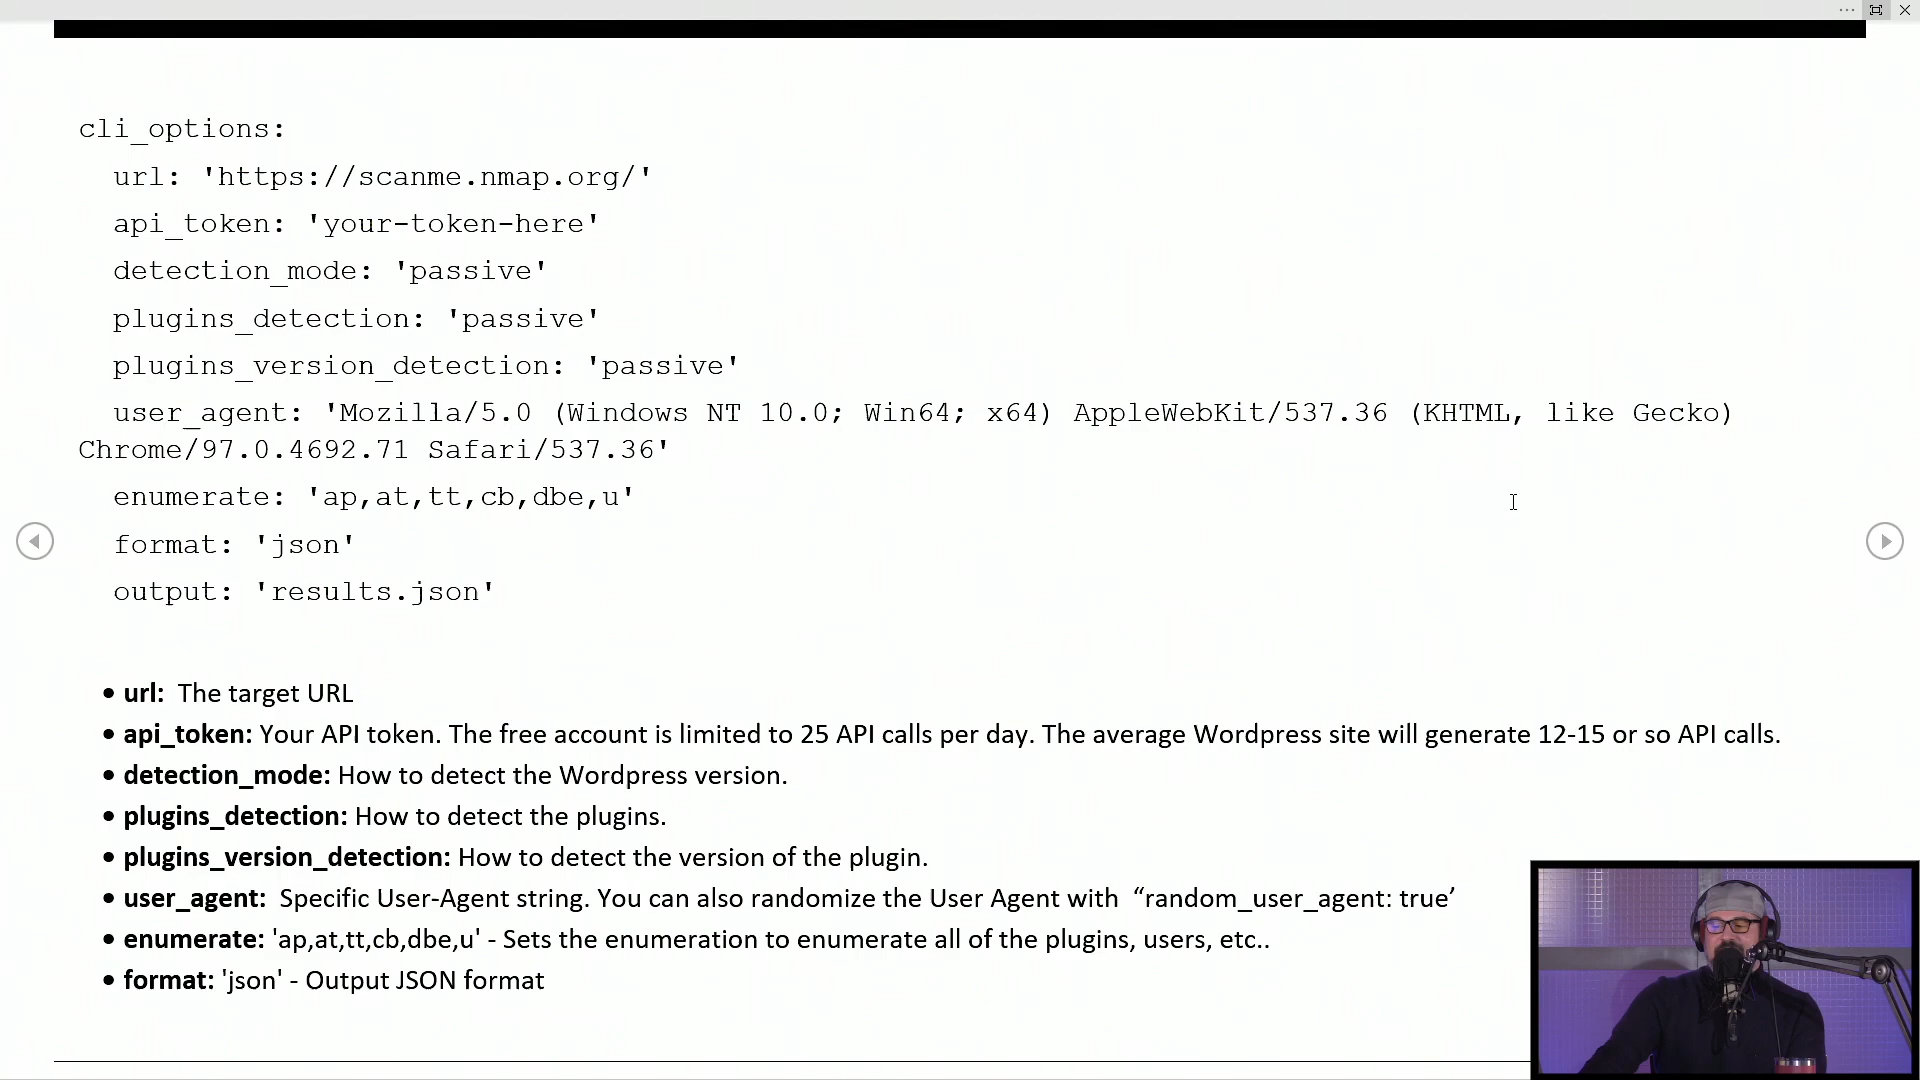 cli_options:
url: 'https://scanme.nmap.org/'
api_token: 'your-token-here'
detection_mode: 'passive'
plugins_detection: 'passive'
plugins_version_detection: 'passive'
user_agent: 'Mozilla/5.0 (Windows NT 10.0; Win64; x64) AppleWebKit/537.36 (KHTML, like Gecko)
Chrome/97.0.4692.71 Safari/537.36'
enumerate: 'ap,at,tt,cb,dbe,u'
format: 'json'
output: 'results.json'
• url:  The target URL
• api_token: Your API token. The free account is limited to 25 API calls per day. The average Wordpress site will generate 12-15 or so API calls.
• detection_mode: How to detect the Wordpress version.
• plugins_detection: How to detect the plugins.
• plugins_version_detection: How to detect the version of the plugin.
• user_agent:  Specific User-Agent string. You can also randomize the User Agent with  “random_user_agent: true’
• enumerate: 'ap,at,tt,cb,dbe,u' - Sets the enumeration to enumerate all of the plugins, users, etc..
• format: 'json' - Output JSON format